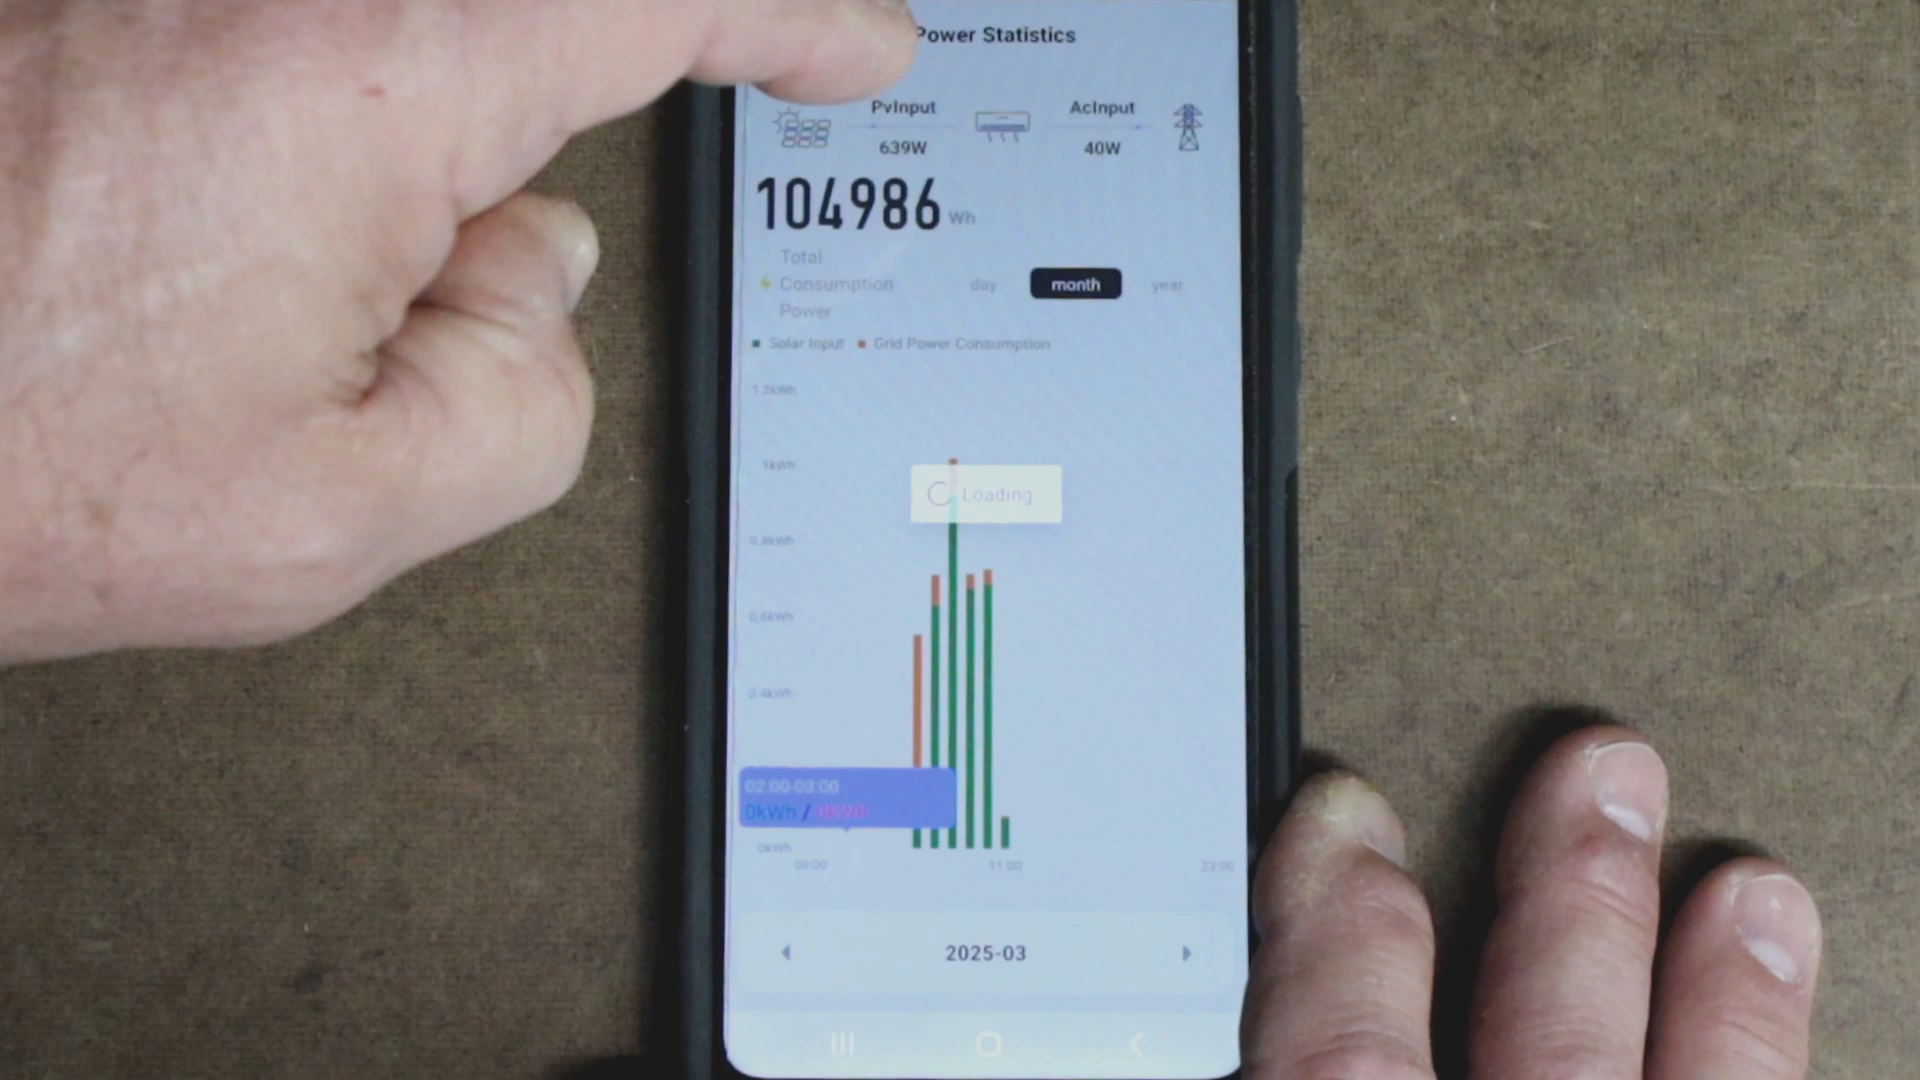 Power Statistics
PvInput
AcInput
639W
40W
104986 Wh
Total
Consumption
Power
day
month
year
Solar Input
Grid Power Consumption
1.2kWh
1kWh
Loading...
0.8kWh
0.6kWh
0.4kWh
02:00-03:00
0kWh / 0kWh
0kWh
00:00
11:00
23:00
2025-03